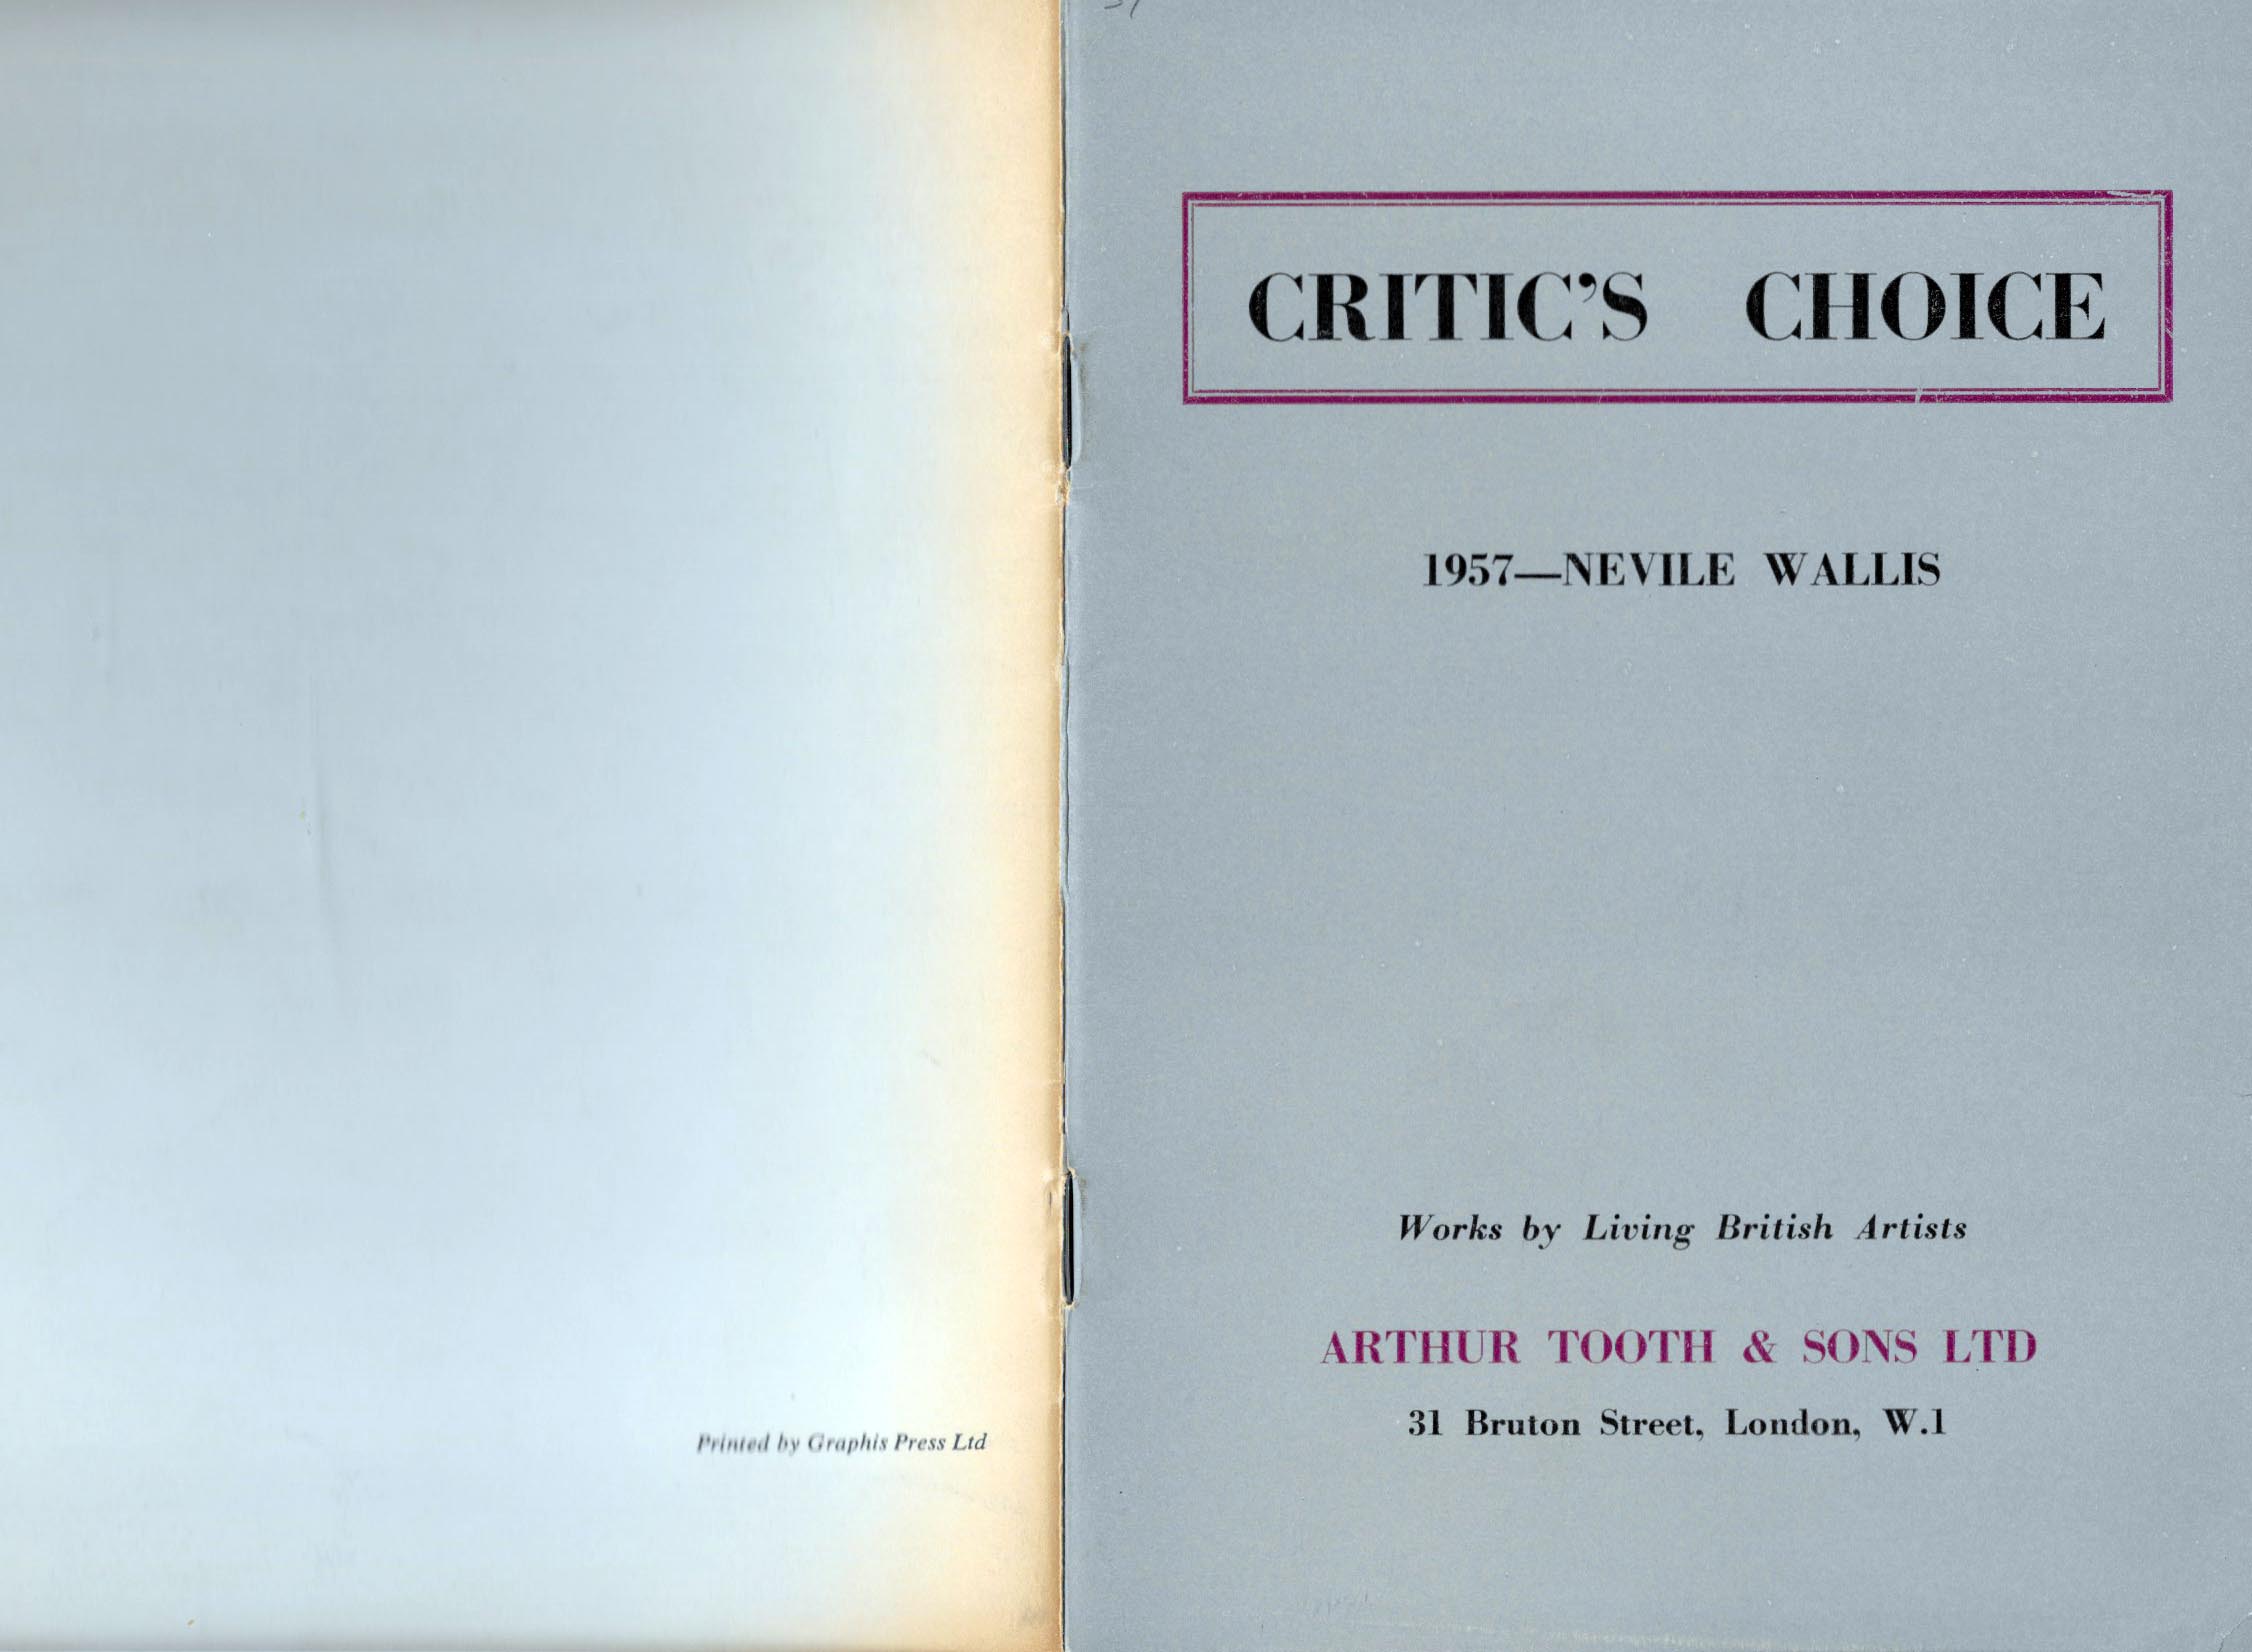 Printed by Graphis Press Ltd
CRITIC’S CHOICE
1957—NEVILE WALLIS
Works by Living British Artists
ARTHUR TOOTH & SONS LTD
31 Bruton Street, London, W.1